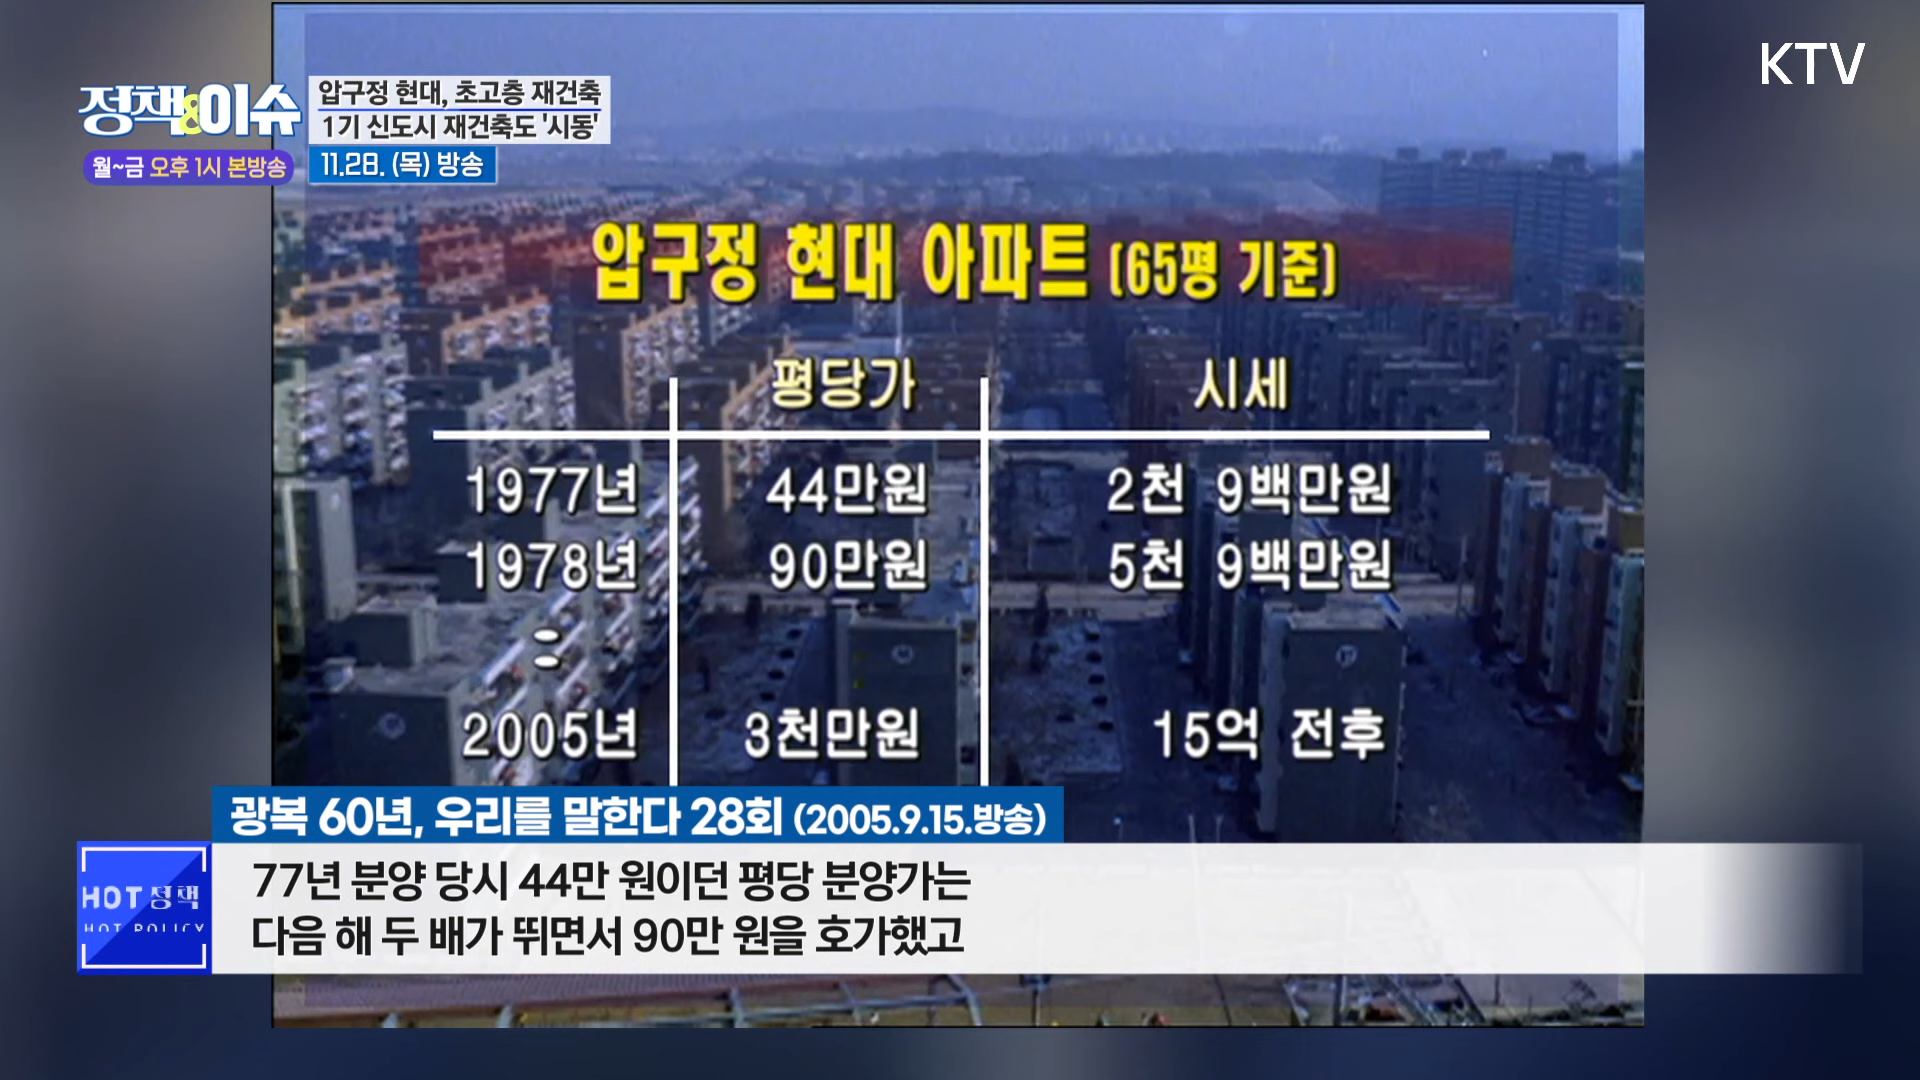 KTV
정책&이슈
월~금 오후 1시 본방송
압구정 현대, 초고층 재건축
1기 신도시 재건축도 '시동'
11.28. (목) 방송
압구정 현대 아파트 (65평 기준)
평당가 시세
1977년 44만원 2천 9백만원
1978년 90만원 5천 9백만원
:
2005년 3천만원 15억 전후
광복 60년, 우리를 말한다 28회 (2005.9.15.방송)
HOT 정책
HOT POLICY
77년 분양 당시 44만 원이던 평당 분양가는
다음 해 두 배가 뛰면서 90만 원을 호가했고